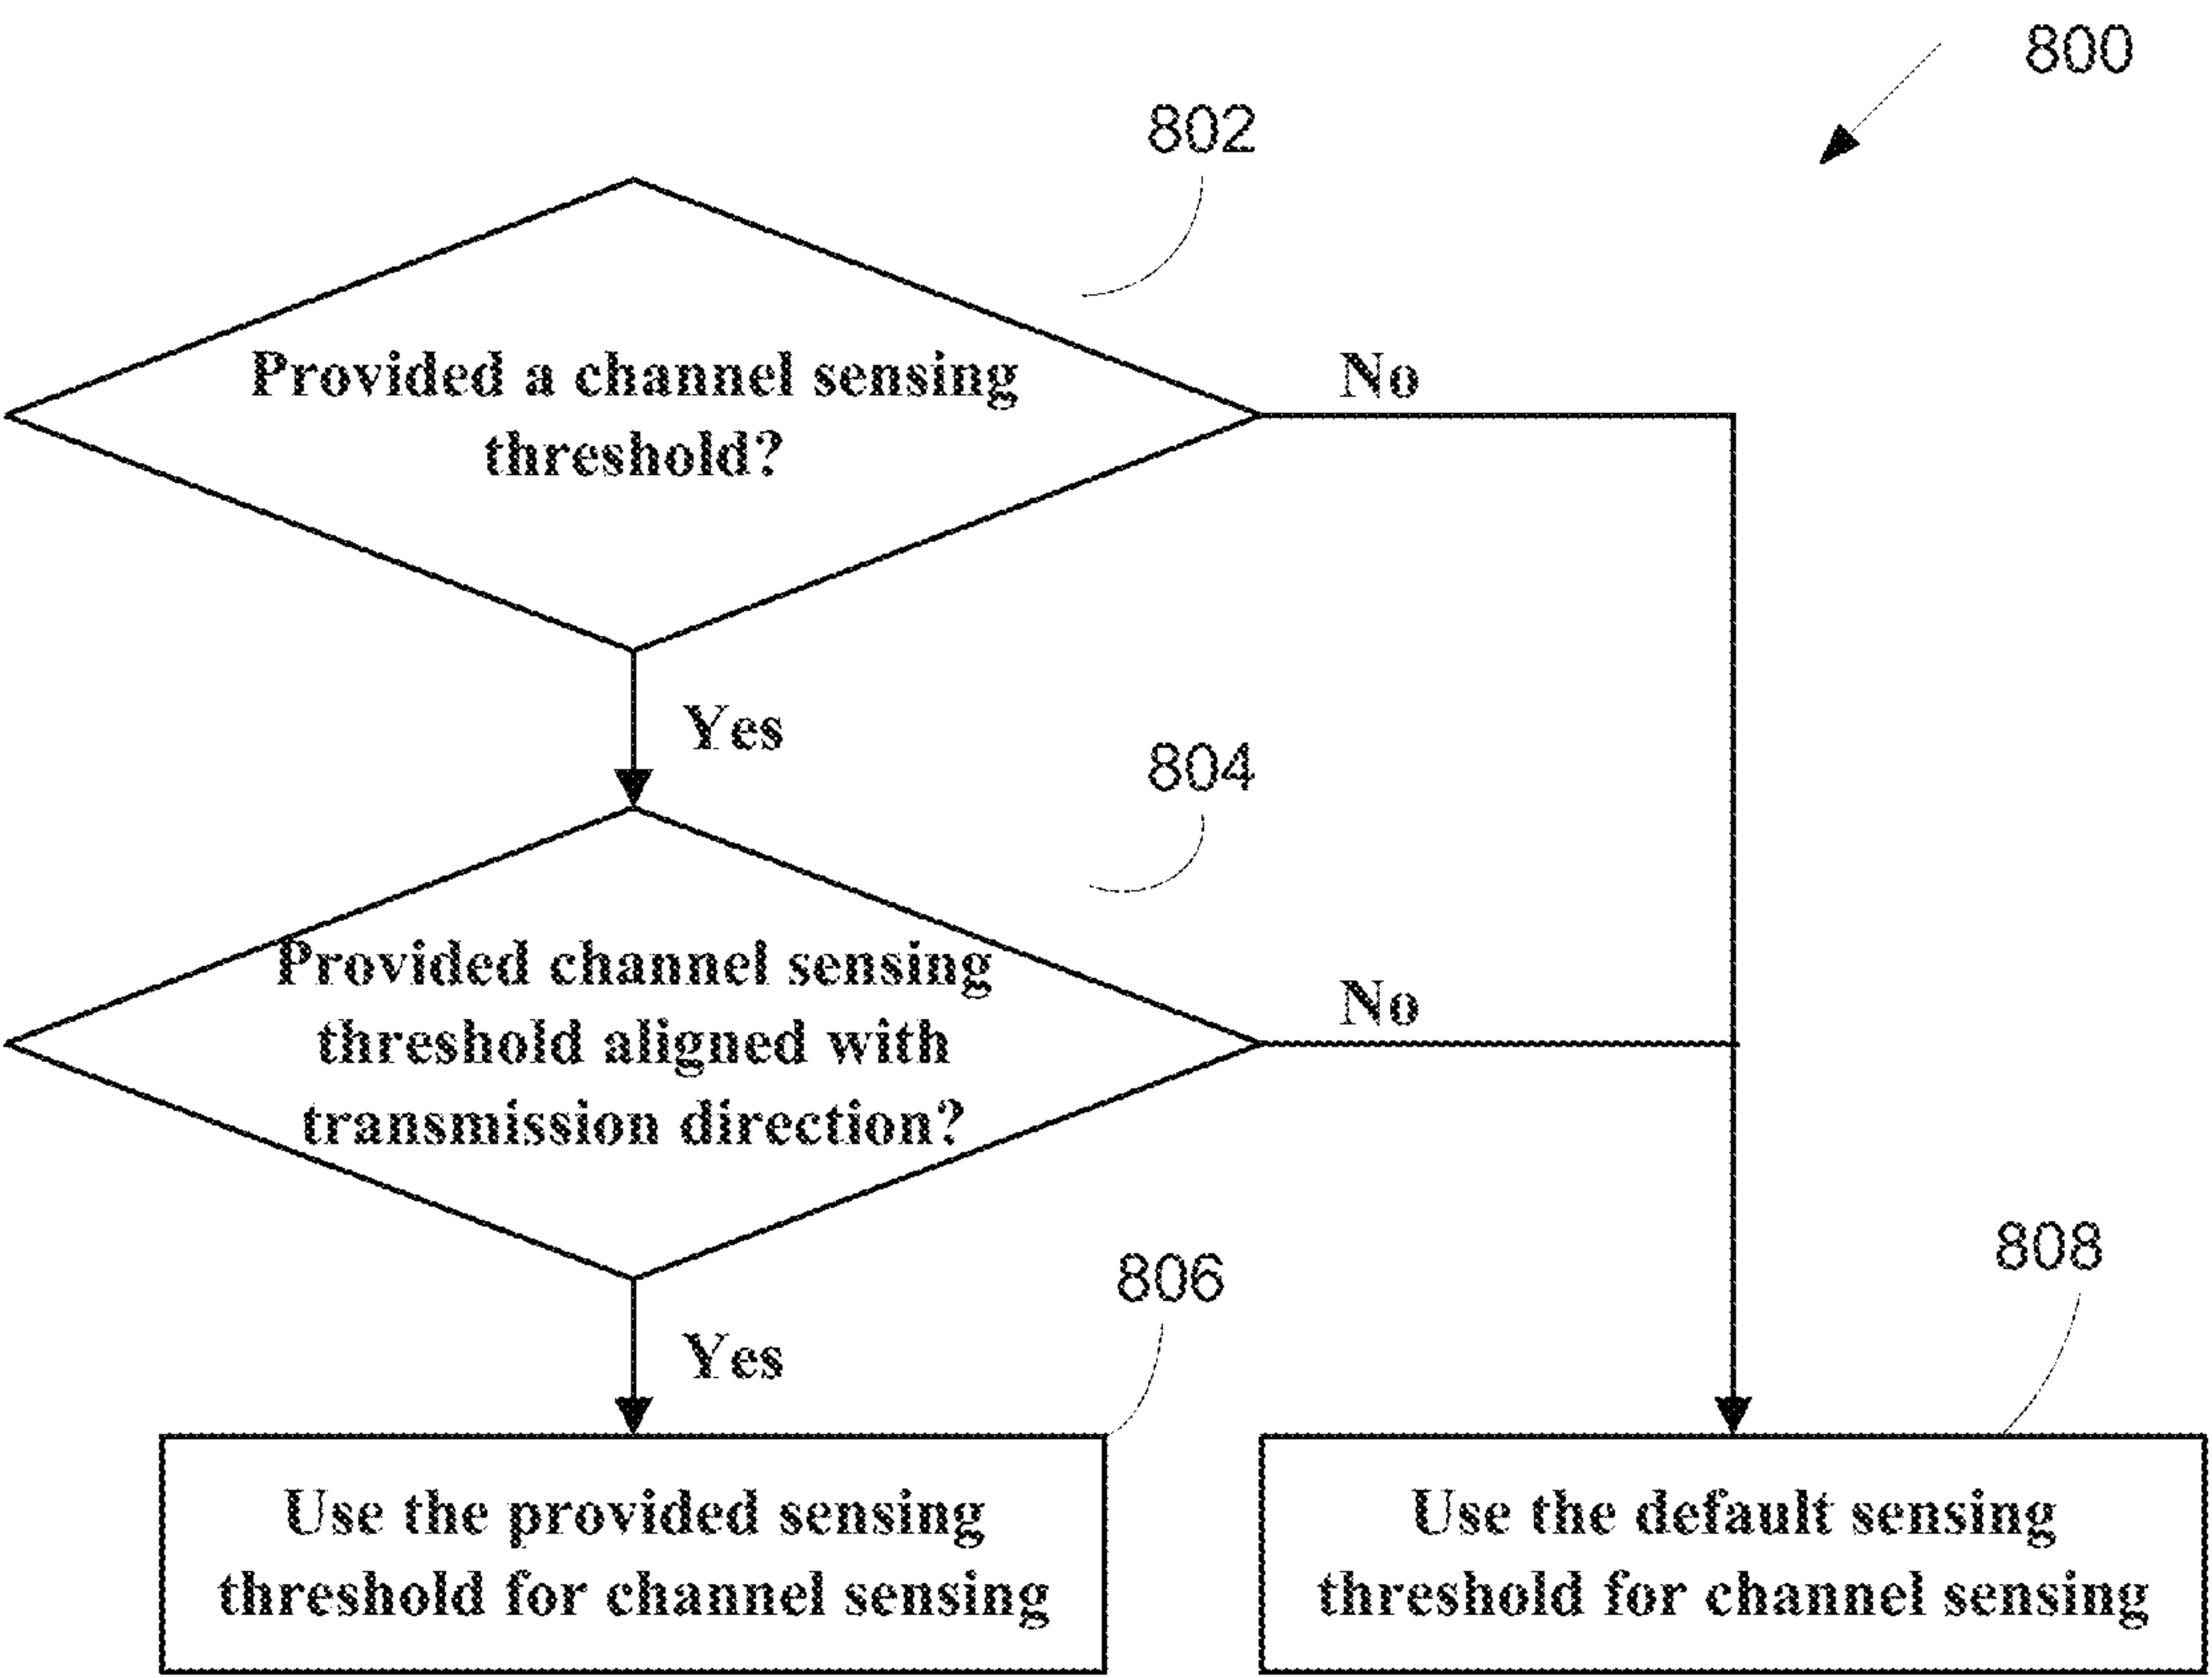 800
802
Provided a channel sensing
threshold?
No
Yes
804
Provided channel sensing
threshold aligned with
transmission direction?
No
Yes
806
808
Use the provided sensing
threshold for channel sensing
Use the default sensing
threshold for channel sensing